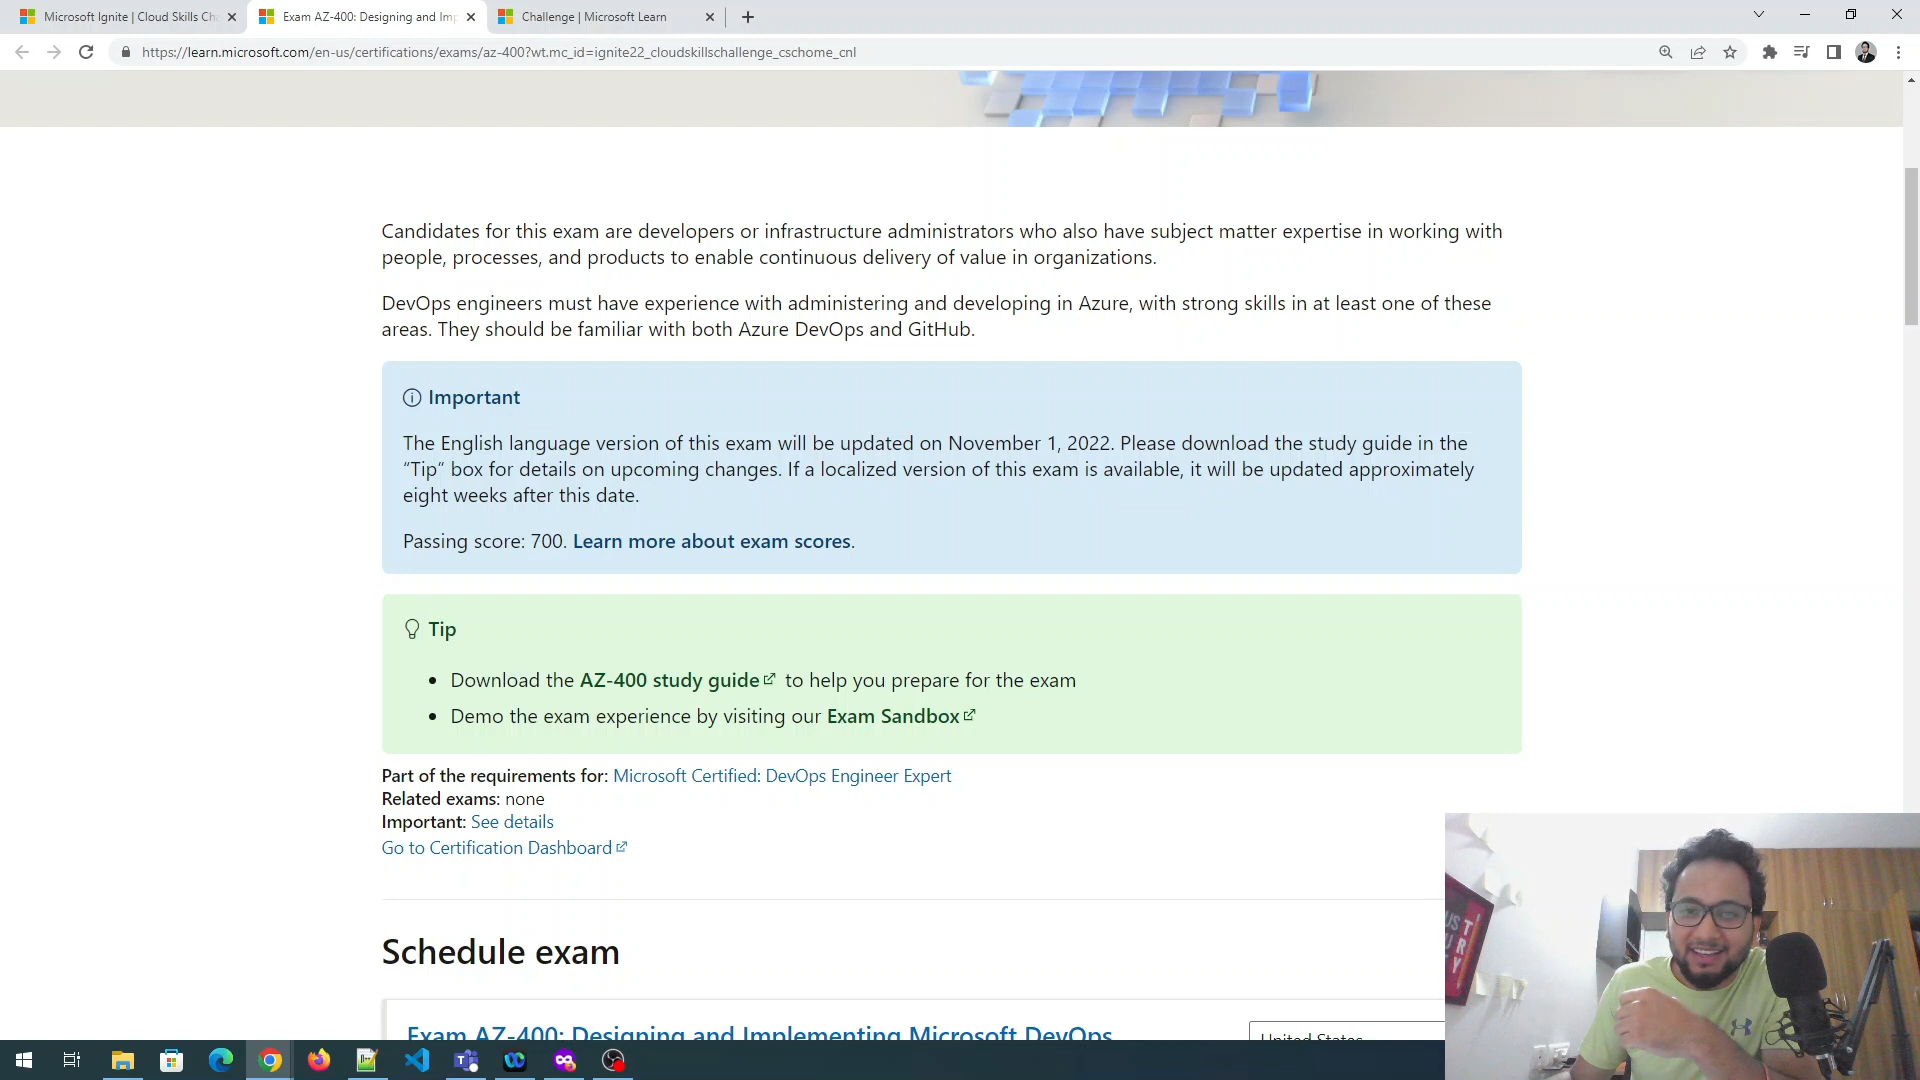 Microsoft Ignite | Cloud Skills Ch
Exam AZ-400: Designing and Im
Challenge | Microsoft Learn
https://learn.microsoft.com/en-us/certifications/exams/az-400?wt.mc_id=ignite22_cloudskillschallenge_cschome_cnl
Candidates for this exam are developers or infrastructure administrators who also have subject matter expertise in working with
people, processes, and products to enable continuous delivery of value in organizations.
DevOps engineers must have experience with administering and developing in Azure, with strong skills in at least one of these
areas. They should be familiar with both Azure DevOps and GitHub.
Important
The English language version of this exam will be updated on November 1, 2022. Please download the study guide in the
“Tip” box for details on upcoming changes. If a localized version of this exam is available, it will be updated approximately
eight weeks after this date.
Passing score: 700. Learn more about exam scores.
Tip
• Download the AZ-400 study guide to help you prepare for the exam
• Demo the exam experience by visiting our Exam Sandbox
Part of the requirements for: Microsoft Certified: DevOps Engineer Expert
Related exams: none
Important: See details
Go to Certification Dashboard
Schedule exam
Exam AZ-400: Designing and Implementing Microsoft DevOps
United States
TRY